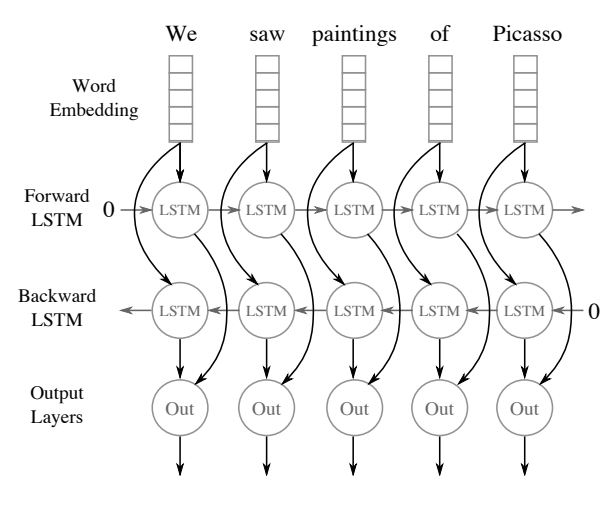 We saw paintings of Picasso
Word
Embedding
Forward
LSTM
0 LSTM LSTM LSTM LSTM LSTM
Backward
LSTM
LSTM LSTM LSTM LSTM LSTM 0
Output
Layers
Out Out Out Out Out